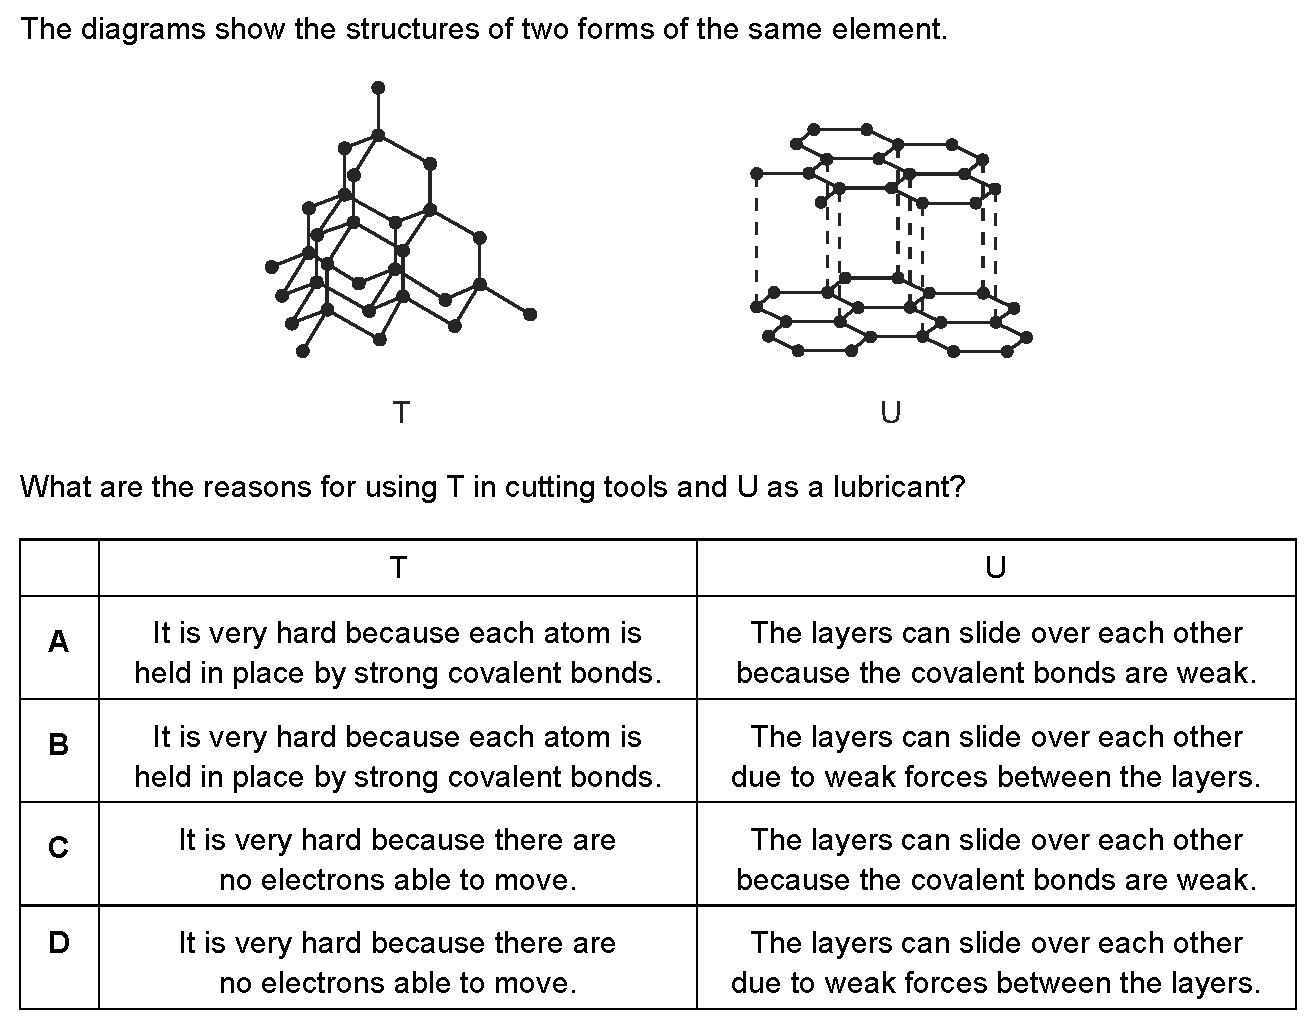 The diagrams show the structures of two forms of the same element.
T
U
What are the reasons for using T in cutting tools and U as a lubricant?
T
U
A
It is very hard because each atom is
held in place by strong covalent bonds.
The layers can slide over each other
because the covalent bonds are weak.
B
It is very hard because each atom is
held in place by strong covalent bonds.
The layers can slide over each other
due to weak forces between the layers.
C
It is very hard because there are
no electrons able to move.
The layers can slide over each other
because the covalent bonds are weak.
D
It is very hard because there are
no electrons able to move.
The layers can slide over each other
due to weak forces between the layers.